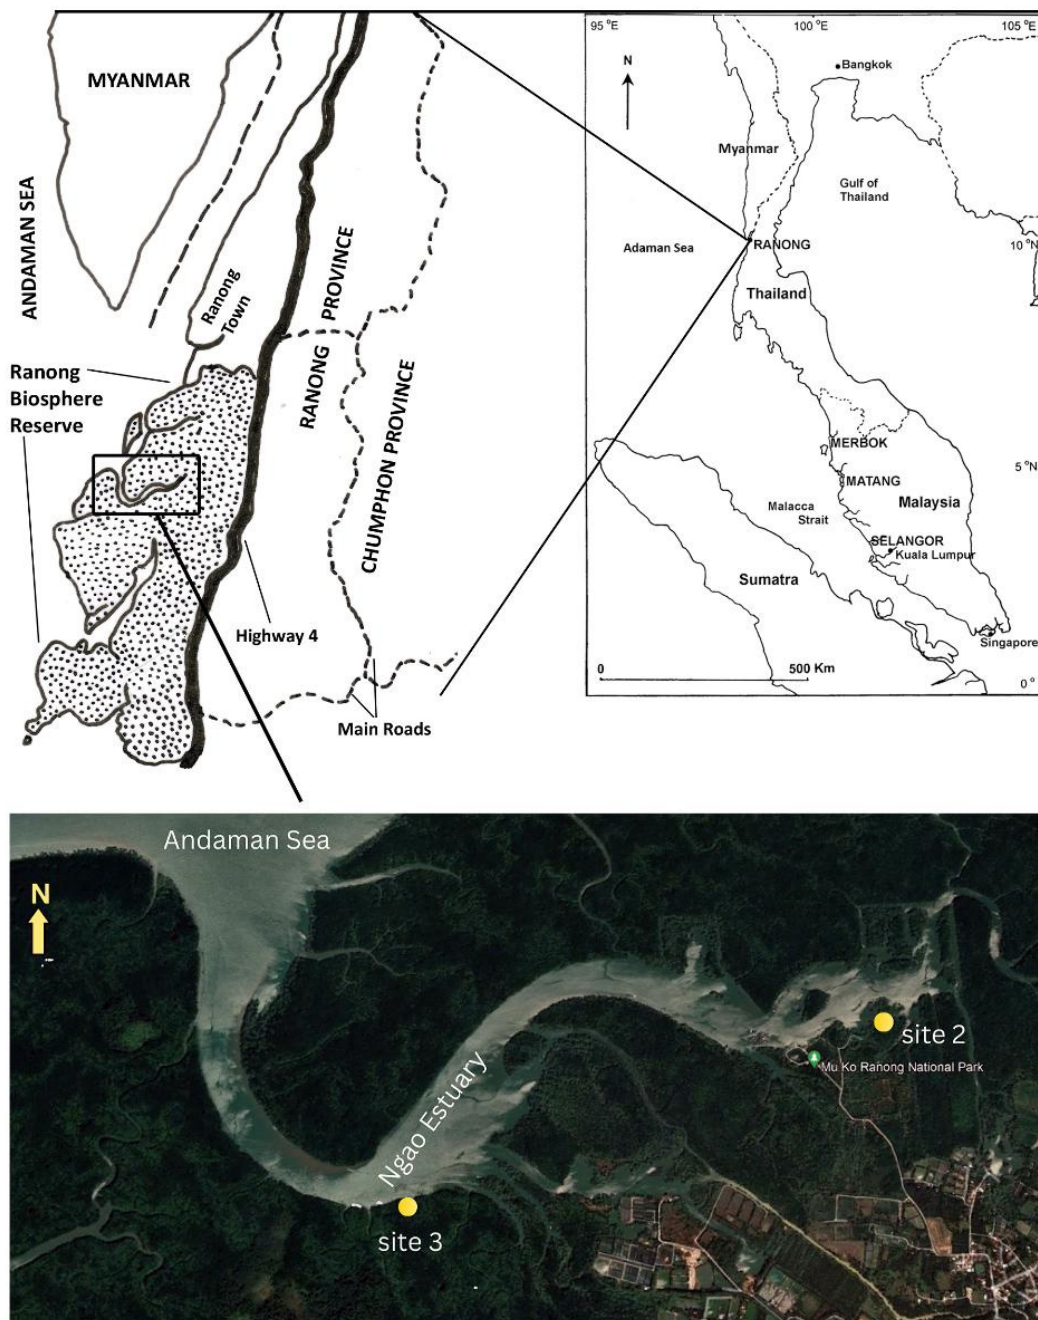 MYANMAR
ANDAMAN SEA
Ranong
Town
RANONG
PROVINCE
CHUMPHON PROVINCE
Ranong
Biosphere
Reserve
Highway 4
Main Roads
95 °E
100 °E
105 °E
N
Bangkok
Myanmar
Gulf of
Thailand
Adaman Sea
RANONG
10 °N
Thailand
MERBOK
5 °N
MATANG
Malacca
Strait
Malaysia
SELANGOR
Kuala Lumpur
Sumatra
Singapore
0
500 Km
0 °
Andaman Sea
N
Ngao Estuary
site 2
Mu Ko Ranong National Park
site 3